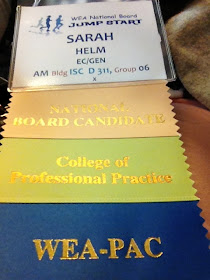 WEA National Board
JUMP START
SARAH
HELM
EC/GEN
AM Bldg ISC D 311, Group 06
x
NATIONAL
BOARD CANDIDATE
College of
Professional Practice
WEA-PAC